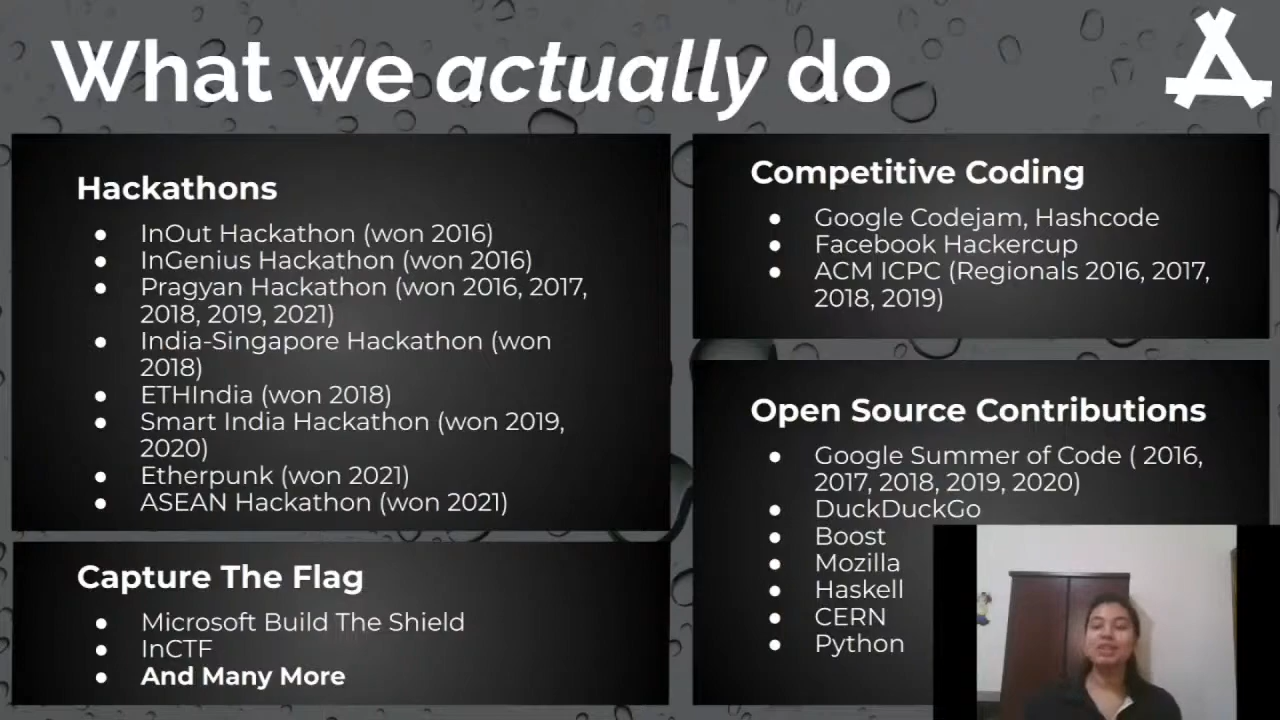 What we actually do
Hackathons
● InOut Hackathon (won 2016)
● InGenius Hackathon (won 2016)
● Pragyan Hackathon (won 2016, 2017,
2018, 2019, 2021)
● India-Singapore Hackathon (won
2018)
● ETHIndia (won 2018)
● Smart India Hackathon (won 2019,
2020)
● Etherpunk (won 2021)
● ASEAN Hackathon (won 2021)
Capture The Flag
● Microsoft Build The Shield
● InCTF
● And Many More
Competitive Coding
● Google Codejam, Hashcode
● Facebook Hackercup
● ACM ICPC (Regionals 2016, 2017,
2018, 2019)
Open Source Contributions
● Google Summer of Code ( 2016,
2017, 2018, 2019, 2020)
● DuckDuckGo
● Boost
● Mozilla
● Haskell
● CERN
● Python